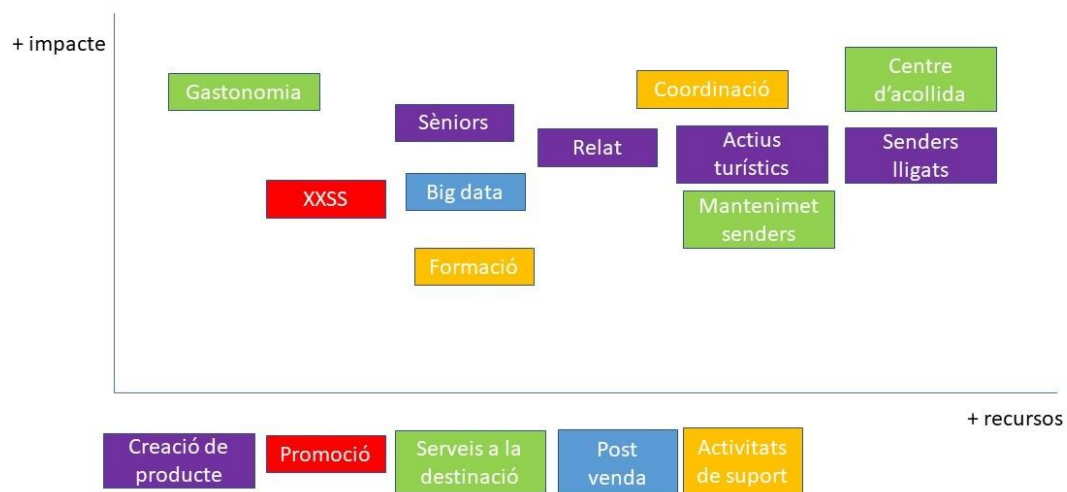 + impacte
Gastonomia
Sèniors
Relat
Coordinació
Centre
d'acollida
Actius
turístics
Senders
lligats
XXSS
Big data
Mantenimet
senders
Formació
+ recursos
Creació de
producte
Promoció
Serveis a la
destinació
Post
venda
Activitats
de suport